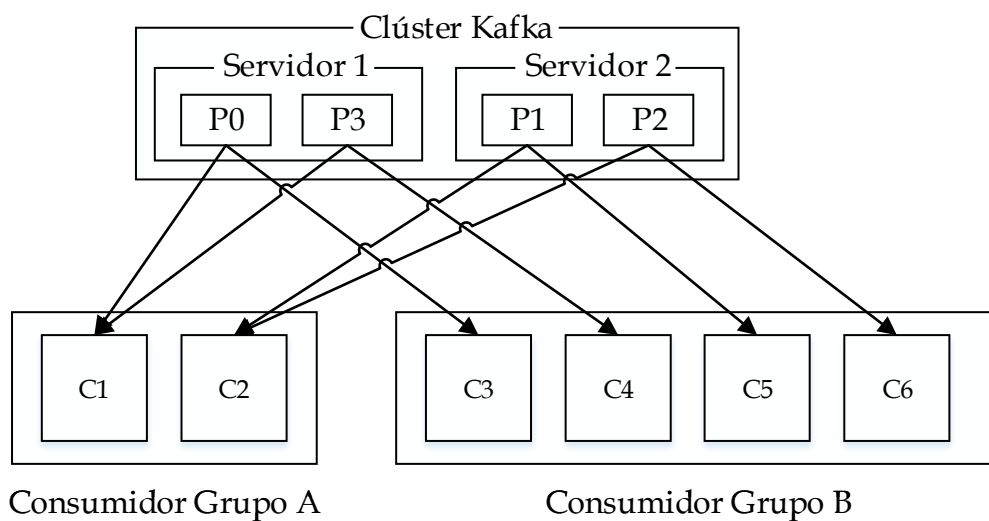 Clúster Kafka
Servidor 1
Servidor 2
P0
P3
P1
P2
C1
C2
C3
C4
C5
C6
Consumidor Grupo A
Consumidor Grupo B